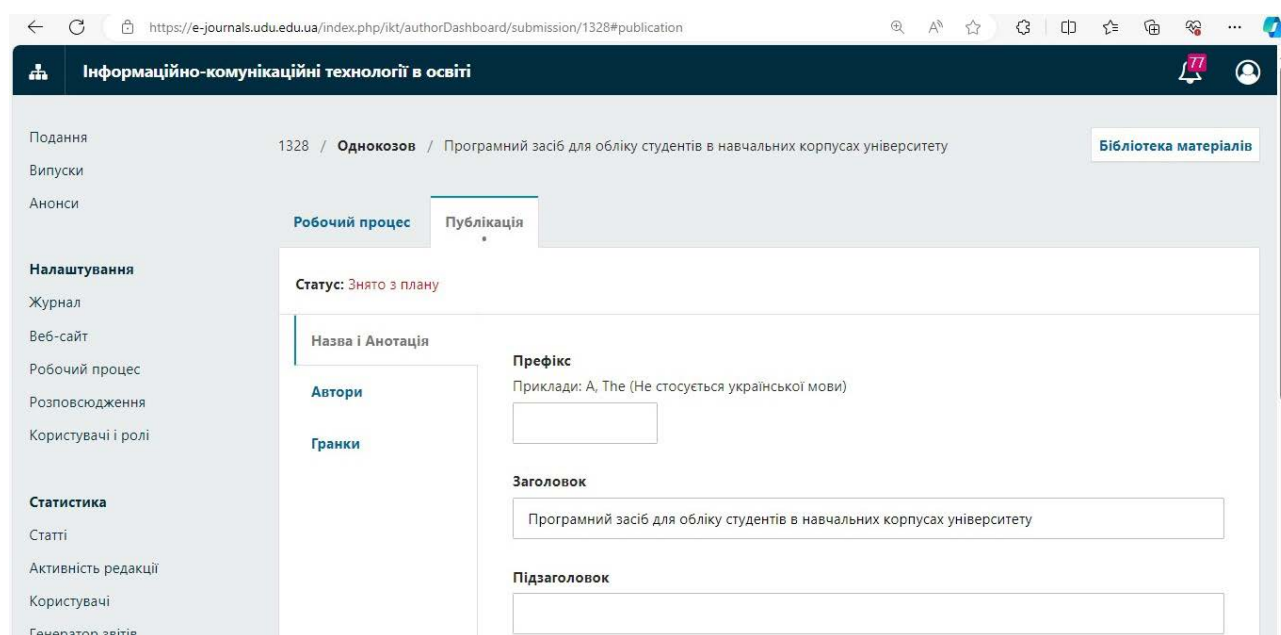 https://e-journals.udu.edu.ua/index.php/ikt/authorDashboard/submission/1328#publication
Інформаційно-комунікаційні технології в освіті
77
Подання
Випуски
Анонси
Налаштування
Журнал
Веб-сайт
Робочий процес
Розповсюдження
Користувачі і ролі
Статистика
Статті
Активність редакції
Користувачі
Генератор звітів
1328 / Однокозов / Програмний засіб для обліку студентів в навчальних корпусах університету
Бібліотека матеріалів
Робочий процес
Публікація
Статус: Знято з плану
Назва і Анотація
Автори
Гранки
Префікс
Приклади: A, The (Не стосується української мови)
Заголовок
Програмний засіб для обліку студентів в навчальних корпусах університету
Підзаголовок